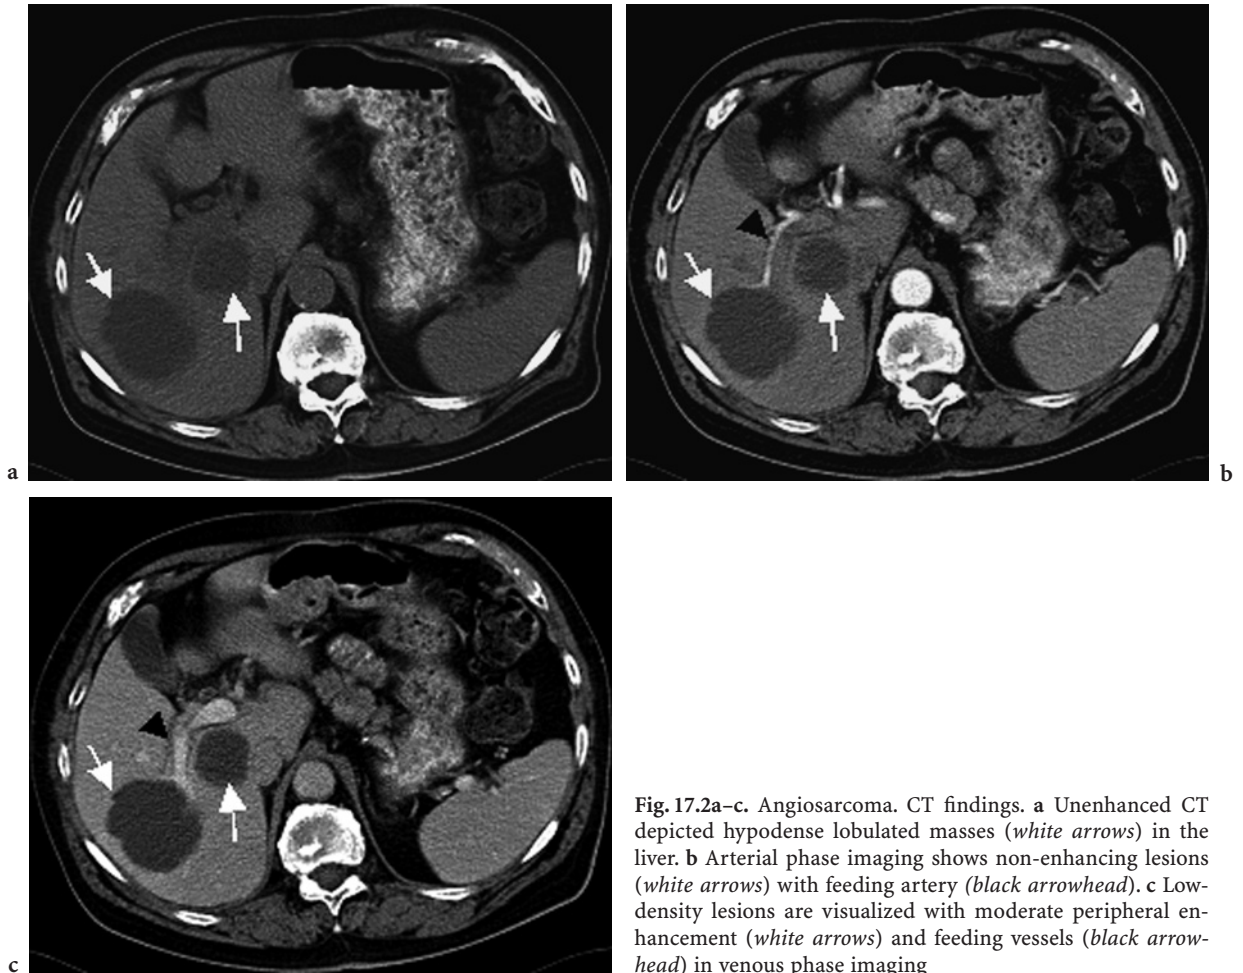 a
b
c
Fig. 17.2a–c. Angiosarcoma. CT findings. a Unenhanced CT
depicted hypodense lobulated masses (white arrows) in the
liver. b Arterial phase imaging shows non-enhancing lesions
(white arrows) with feeding artery (black arrowhead). c Low-
density lesions are visualized with moderate peripheral en-
hancement (white arrows) and feeding vessels (black arrow-
head) in venous phase imaging